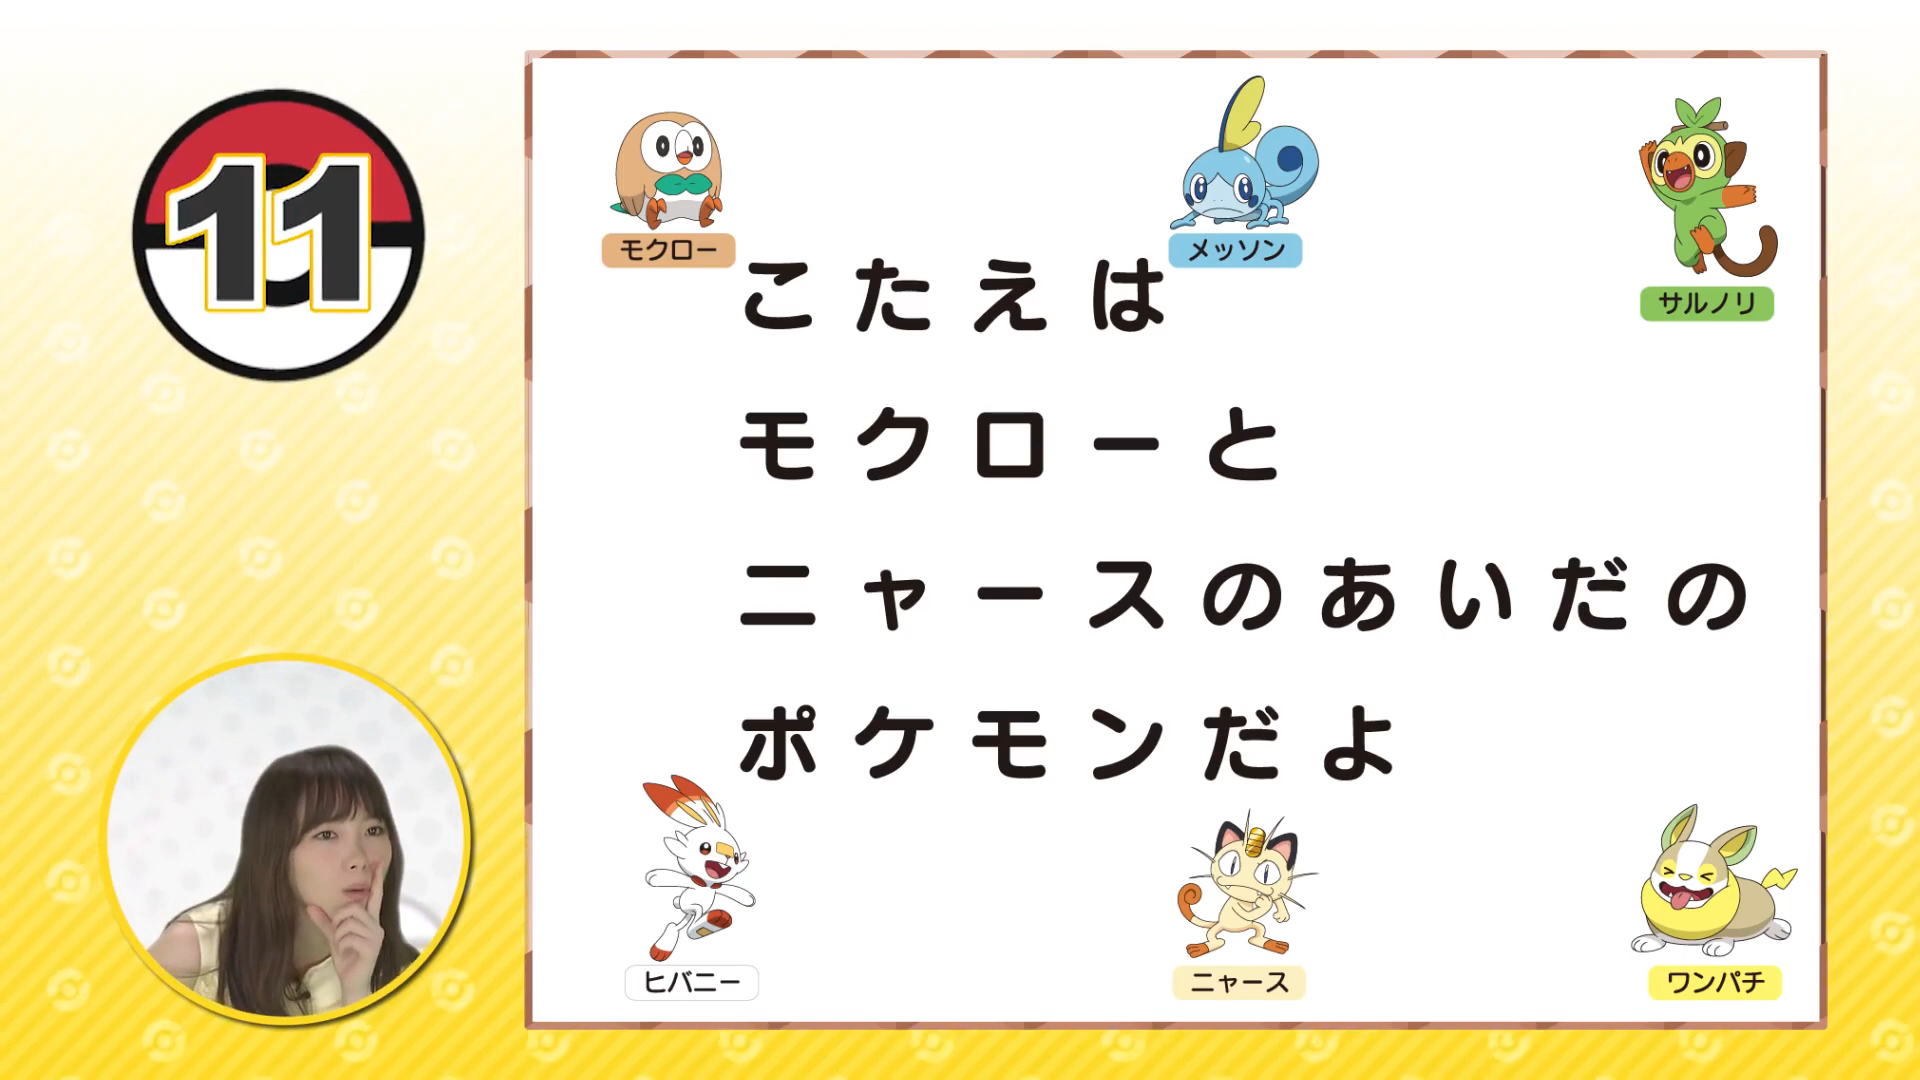 11
モクロー
メッソン
サルノリ
こたえは
モクローと
ニャースのあいだの
ポケモンだよ
ヒバニー
ニャース
ワンパチ